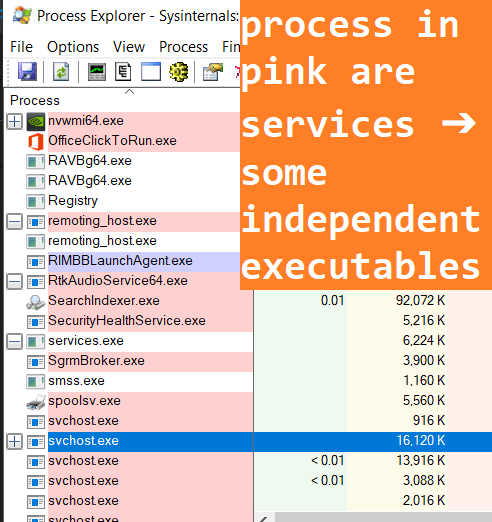 Process Explorer - Sysinternals:
File Options View Process Fin
process in
pink are
services ➔
some
independent
executables
Process
nvwmi64.exe
OfficeClickToRun.exe
RAVBg64.exe
RAVBg64.exe
Registry
remoting_host.exe
remoting_host.exe
RIMBBLaunchAgent.exe
RtkAudioService64.exe
SearchIndexer.exe 0.01 92,072 K
SecurityHealthService.exe 5,216 K
services.exe 6,224 K
SgrmBroker.exe 3,900 K
smss.exe 1,160 K
spoolsv.exe 5,560 K
svchost.exe 916 K
svchost.exe 16,120 K
svchost.exe < 0.01 13,916 K
svchost.exe < 0.01 3,088 K
svchost.exe 2,016 K